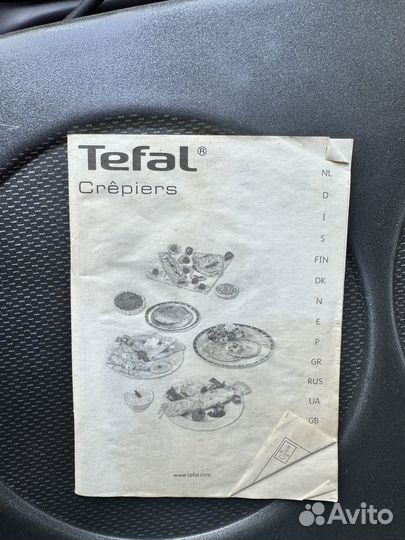 Tefal®
Crêpiers
NL
D
I
S
FIN
DK
N
E
P
GR
RUS
UA
GB
www.tefal.com
Avito